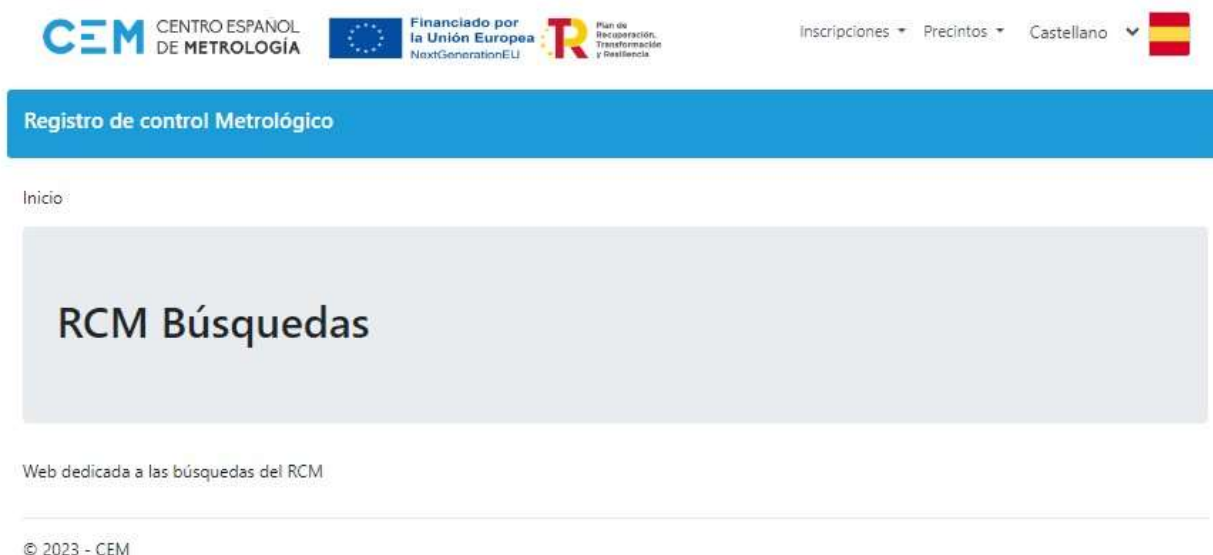 CEM CENTRO ESPAÑOL
DE METROLOGÍA
Financiado por
la Unión Europea
NextGenerationEU
Plan de
Recuperación,
Transformación
y Resiliencia
Inscripciones Precintos Castellano
Registro de control Metrológico
Inicio
RCM Búsquedas
Web dedicada a las búsquedas del RCM
© 2023 - CEM